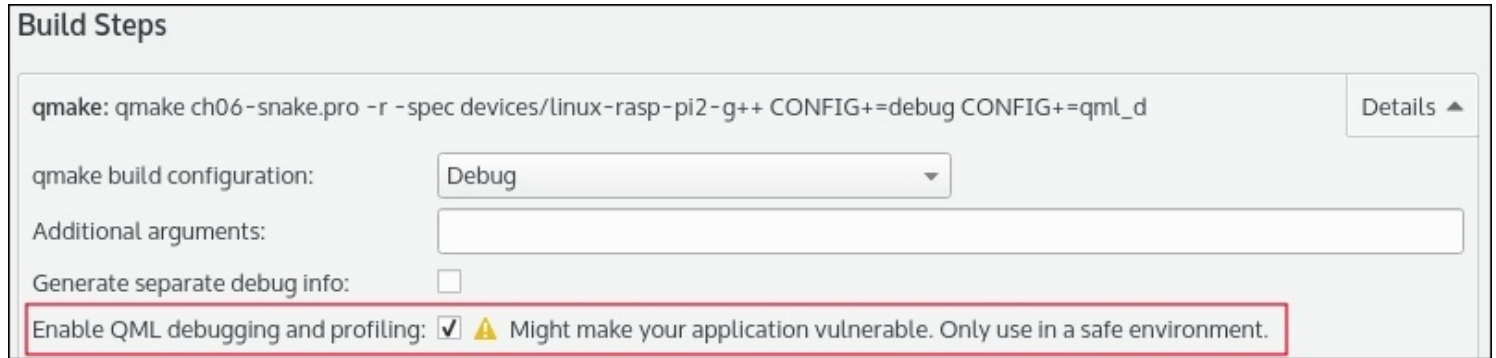 Build Steps
qmake: qmake ch06-snake.pro -r -spec devices/linux-rasp-pi2-g++ CONFIG+=debug CONFIG+=qml_d Details
qmake build configuration: Debug
Additional arguments:
Generate separate debug info:
Enable QML debugging and profiling: Might make your application vulnerable. Only use in a safe environment.